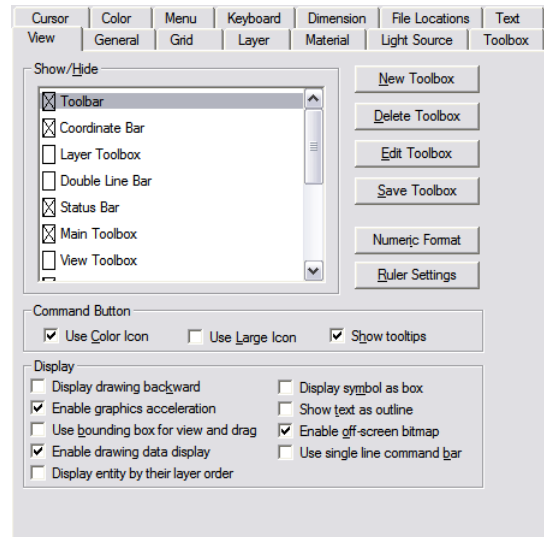 Cursor Color Menu Keyboard Dimension File Locations Text
View General Grid Layer Material Light Source Toolbox
Show/Hide
Toolbar
Coordinate Bar
Layer Toolbox
Double Line Bar
Status Bar
Main Toolbox
View Toolbox
New Toolbox
Delete Toolbox
Edit Toolbox
Save Toolbox
Numeric Format
Ruler Settings
Command Button
Use Color Icon Use Large Icon Show tooltips
Display
Display drawing backward
Enable graphics acceleration
Use bounding box for view and drag
Enable drawing data display
Display entity by their layer order
Display symbol as box
Show text as outline
Enable off-screen bitmap
Use single line command bar